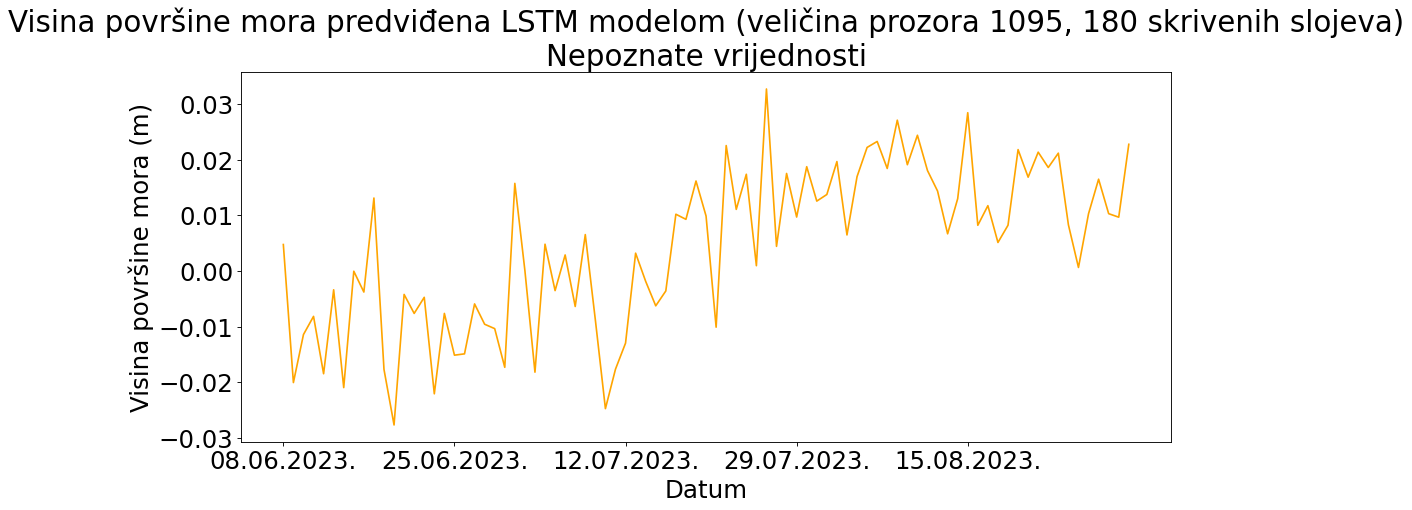 Visina površine mora predviđena LSTM modelom (veličina prozora 1095, 180 skrivenih slojeva)
Nepoznate vrijednosti
Visina površine mora (m)
0.03
0.02
0.01
0.00
−0.01
−0.02
−0.03
08.06.2023. 25.06.2023. 12.07.2023. 29.07.2023. 15.08.2023.
Datum